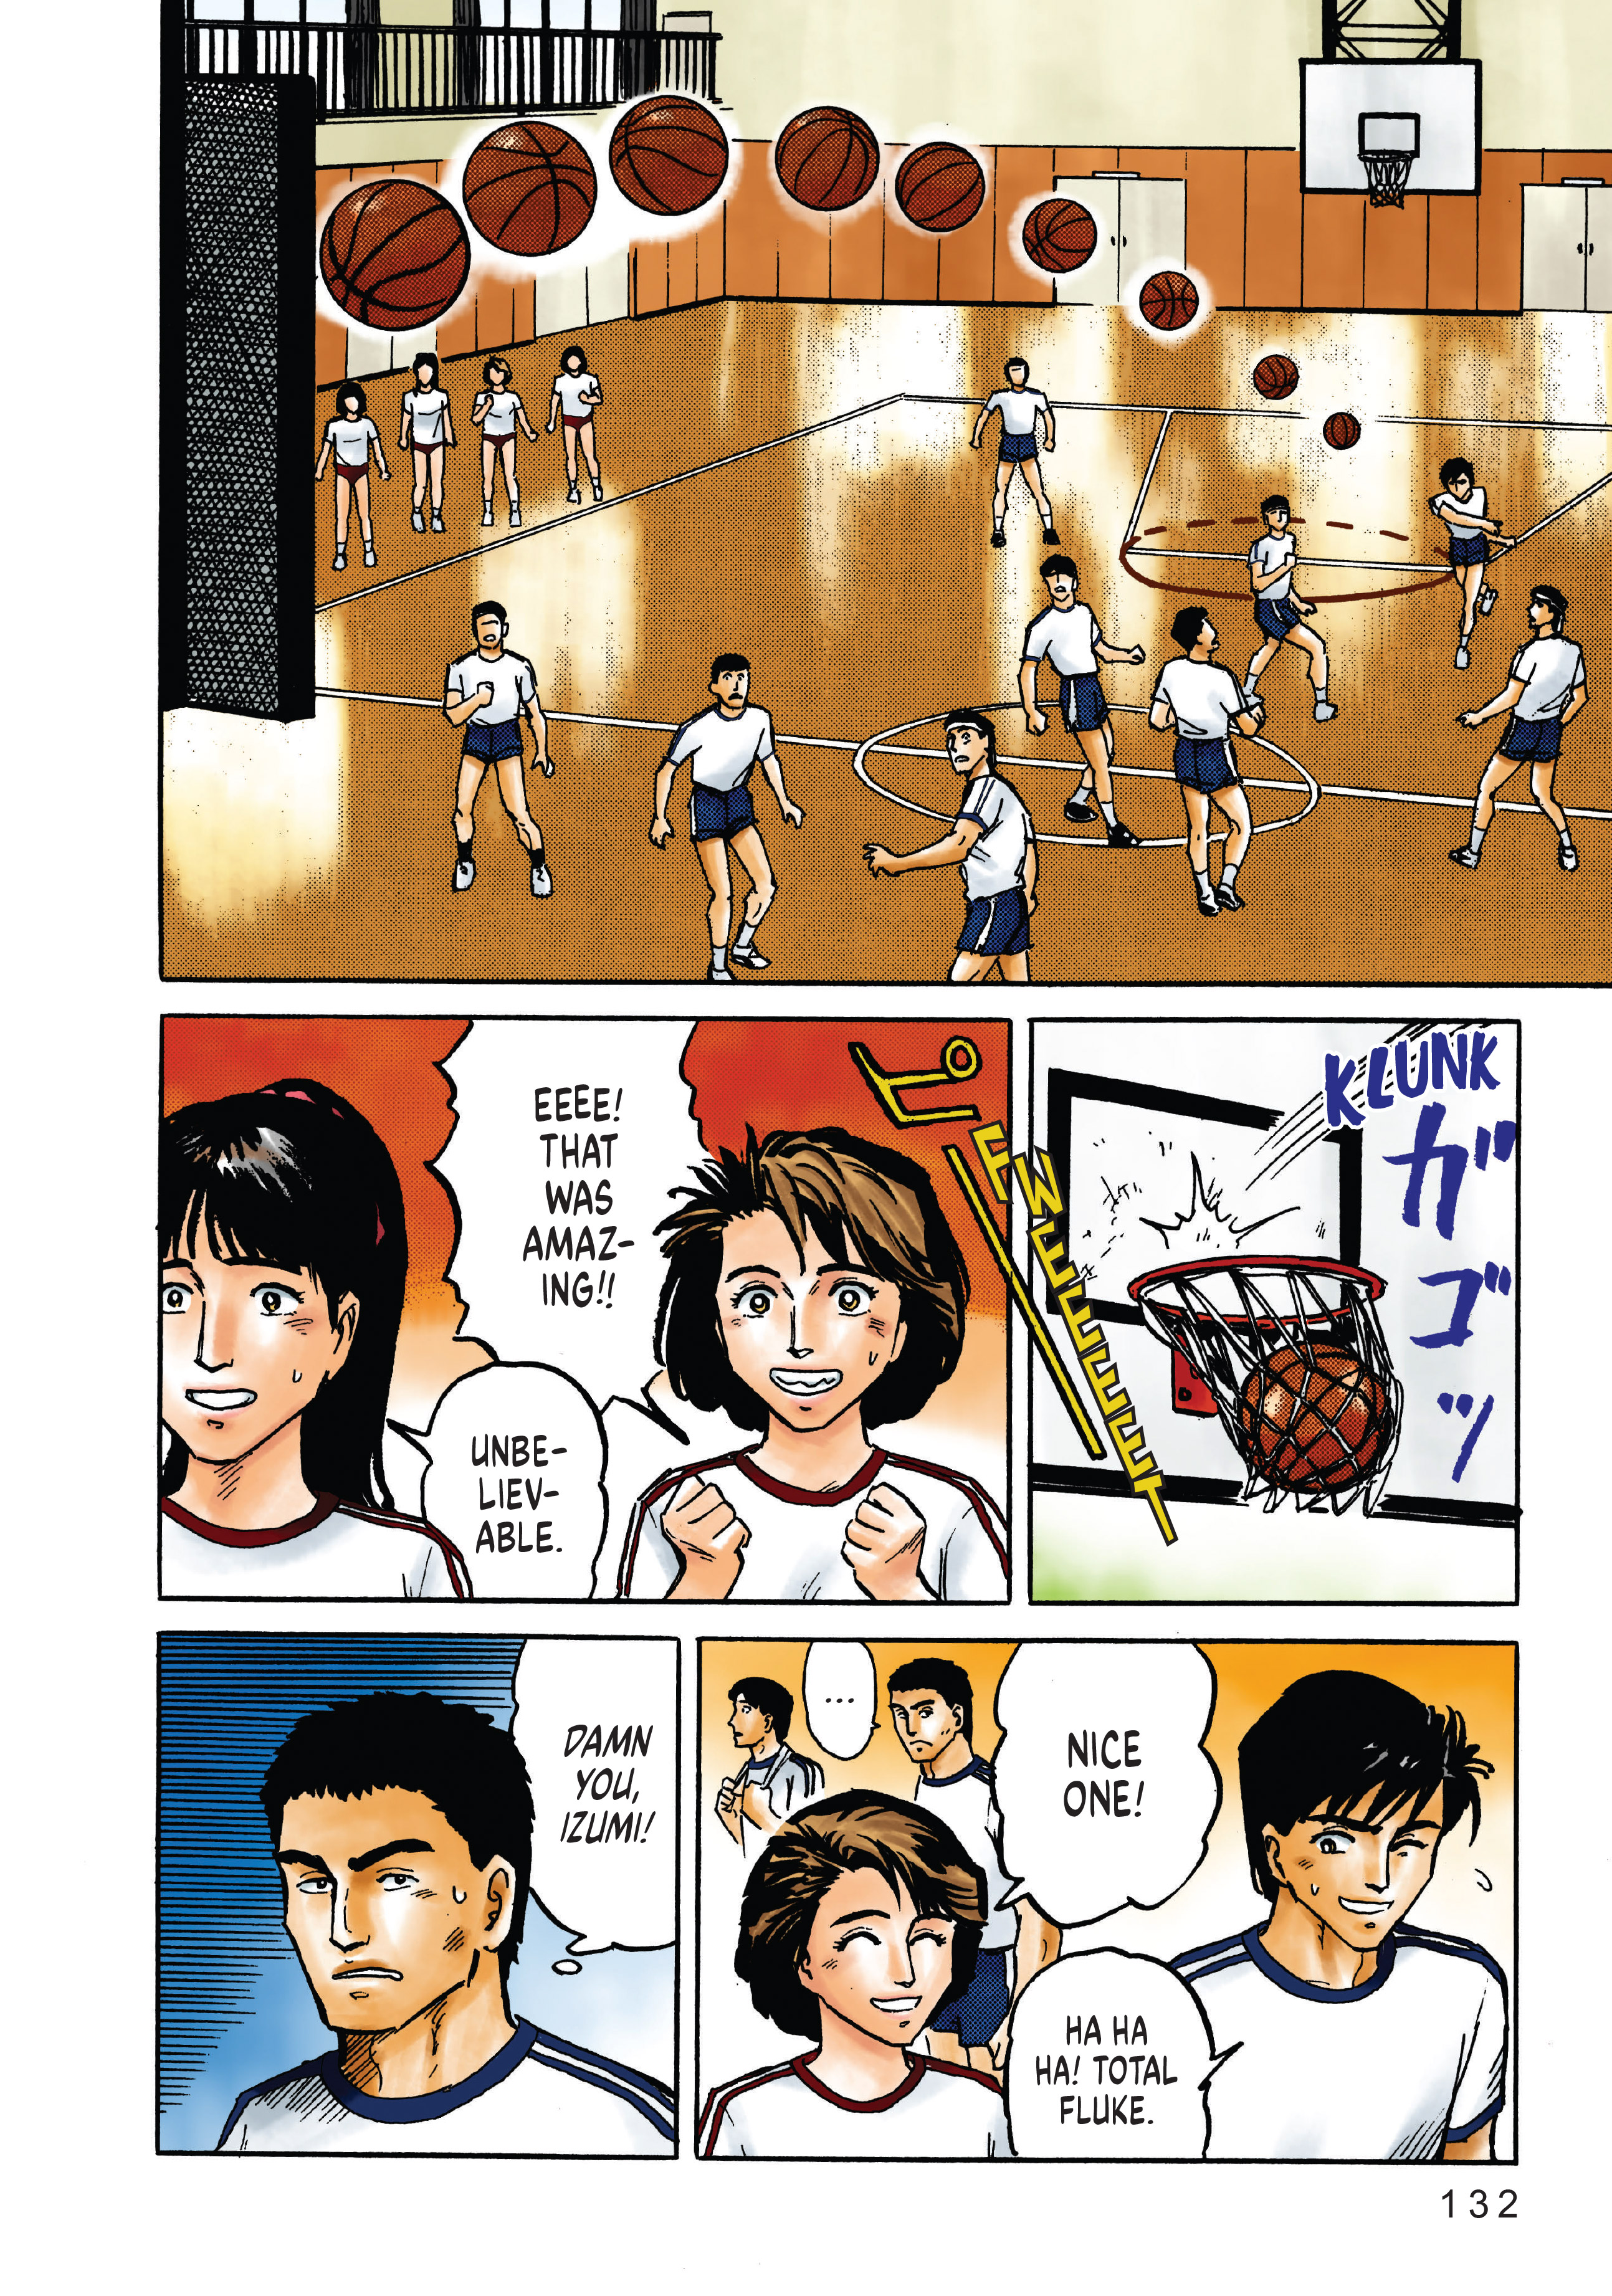 KLUNK
ガゴッ
ピー
FWEEEEEET
EEEE!
THAT
WAS
AMAZ-
ING!!
UNBE-
LIEV-
ABLE.
NICE
ONE!
...
HA HA
HA! TOTAL
FLUKE.
DAMN
YOU,
IZUMI!
132